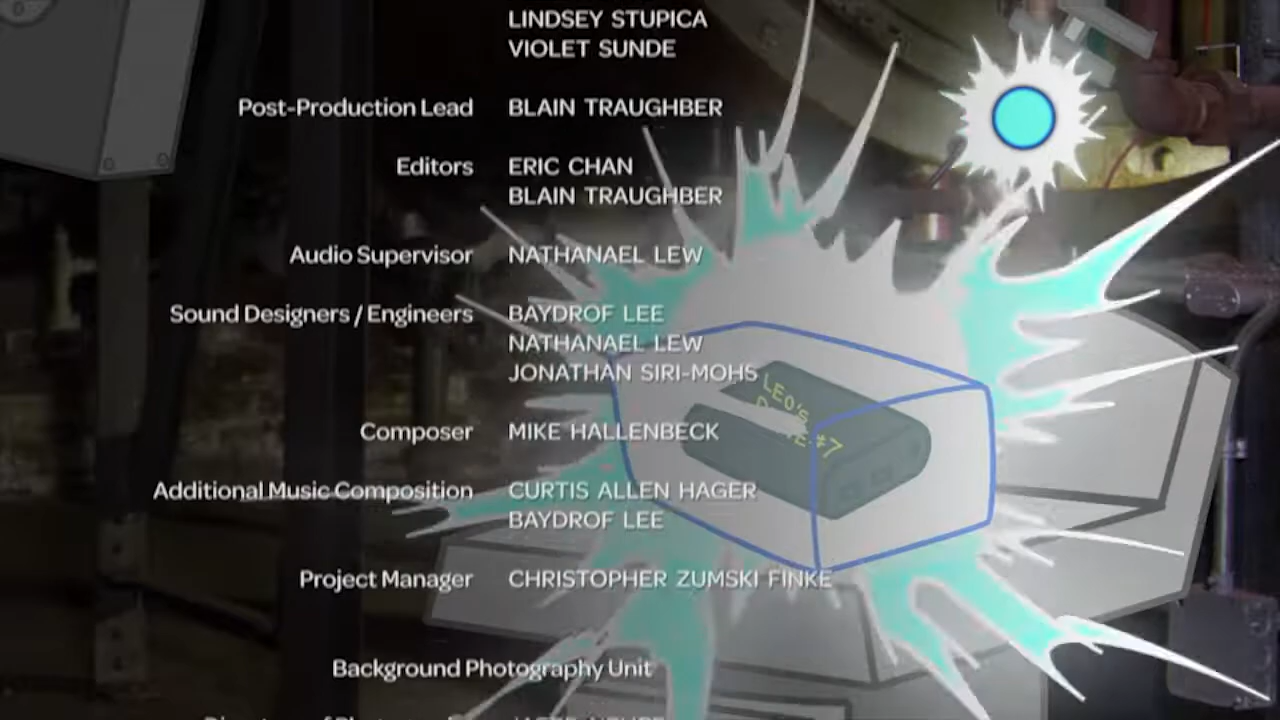 LINDSEY STUPICA
VIOLET SUNDE
Post-Production Lead BLAIN TRAUGHBER
Editors ERIC CHAN
BLAIN TRAUGHBER
Audio Supervisor NATHANAEL LEW
Sound Designers / Engineers BAYDROF LEE
NATHANAEL LEW
JONATHAN SIRI-MOHS
Composer MIKE HALLENBECK
Additional Music Composition CURTIS ALLEN HAGER
BAYDROF LEE
Project Manager CHRISTOPHER ZUMSKI FINKE
Background Photography Unit
LEO'S
#7